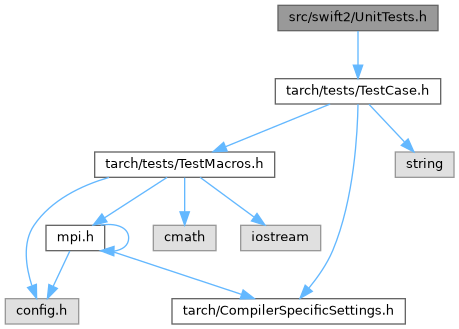 src/swift2/UnitTests.h
tarch/tests/TestCase.h
tarch/tests/TestMacros.h
string
mpi.h
cmath
iostream
config.h
tarch/CompilerSpecificSettings.h